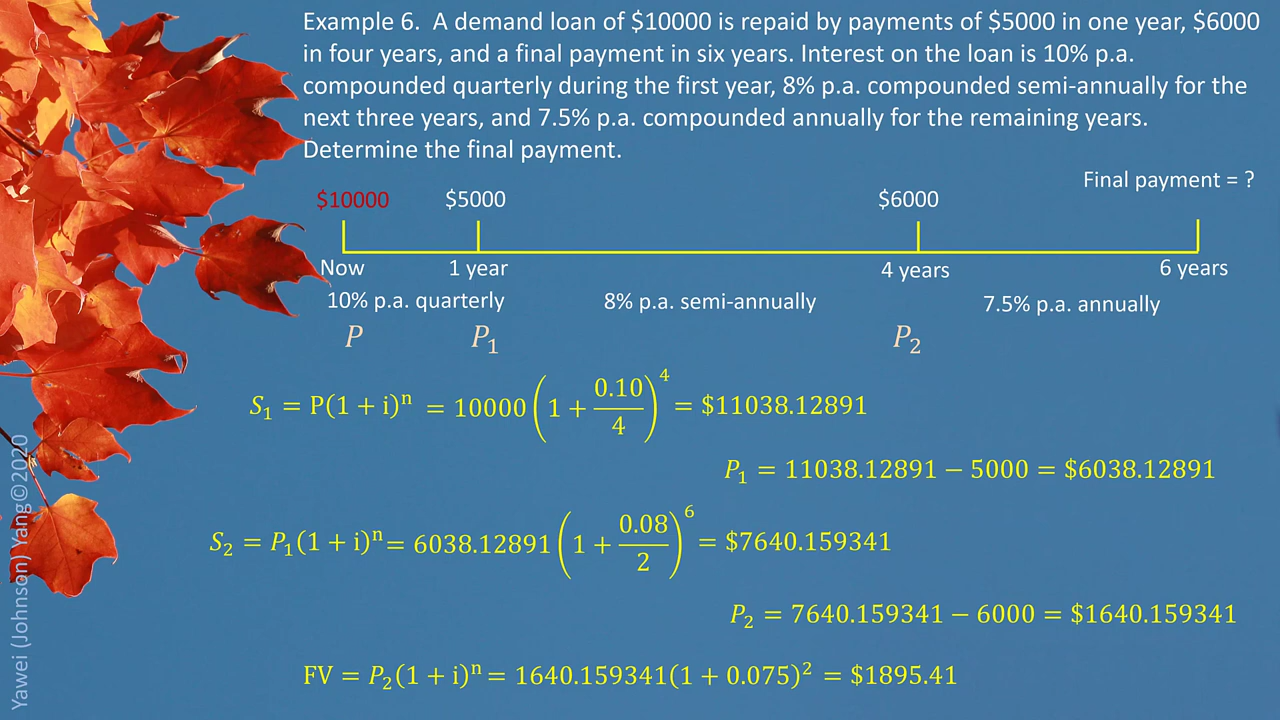 Example 6. A demand loan of $10000 is repaid by payments of $5000 in one year, $6000
in four years, and a final payment in six years. Interest on the loan is 10% p.a.
compounded quarterly during the first year, 8% p.a. compounded semi-annually for the
next three years, and 7.5% p.a. compounded annually for the remaining years.
Determine the final payment.
Final payment = ?
$10000 $5000 $6000
Now 1 year 4 years 6 years
10% p.a. quarterly 8% p.a. semi-annually 7.5% p.a. annually
P P₁ P₂
S₁ = P(1 + i)ⁿ = 10000(1 + 0.10/4)⁴ = $11038.12891
P₁ = 11038.12891 − 5000 = $6038.12891
S₂ = P₁(1 + i)ⁿ = 6038.12891(1 + 0.08/2)⁶ = $7640.159341
P₂ = 7640.159341 − 6000 = $1640.159341
FV = P₂(1 + i)ⁿ = 1640.159341(1 + 0.075)² = $1895.41
Yawei (Johnson) Yang©2020